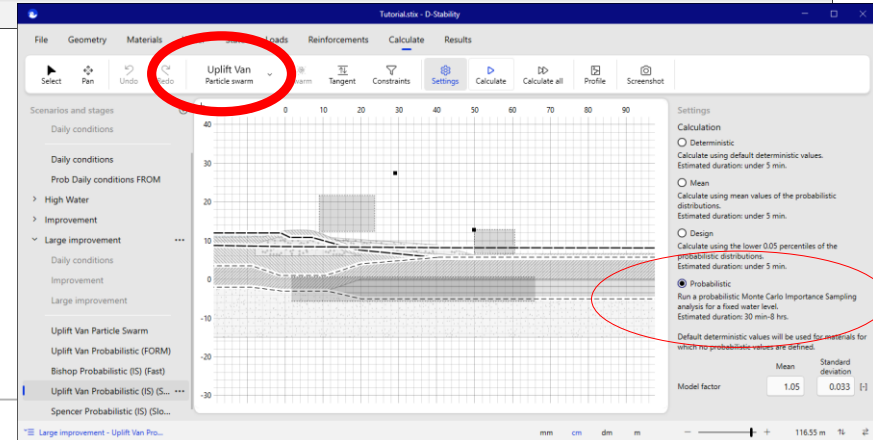 Tutorial.stix - D-Stability
File Geometry Materials Loads Reinforcements Calculate Results
Select Pan Undo Redo Uplift Van Particle swarm Tangent Constraints Settings Calculate Calculate all Profile Screenshot
Scenarios and stages
Daily conditions
Daily conditions
Prob Daily conditions FROM
High Water
Improvement
Large improvement ...
Daily conditions
Improvement
Large improvement
Uplift Van Particle Swarm
Uplift Van Probabilistic (FORM)
Bishop Probabilistic (IS) (Fast)
Uplift Van Probabilistic (IS) (S... ...
Spencer Probabilistic (IS) (Slo...
0 10 20 30 40 50 60 70 80 90
40
30
20
10
0
-10
-20
-30
Settings
Calculation
Deterministic
Calculate using default deterministic values.
Estimated duration: under 5 min.
Mean
Calculate using mean values of the probabilistic
distributions.
Estimated duration: under 5 min.
Design
Calculate using the lower 0.05 percentiles of the
probabilistic distributions.
Estimated duration: under 5 min.
Probabilistic
Run a probabilistic Monte Carlo Importance Sampling
analysis for a fixed water level.
Estimated duration: 30 min-8 hrs.
Default deterministic values will be used for materials for
which no probabilistic values are defined.
Mean Standard
deviation
Model factor 1.05 0.033 [-]
Large improvement - Uplift Van Pro...
mm cm dm m
116.55 m